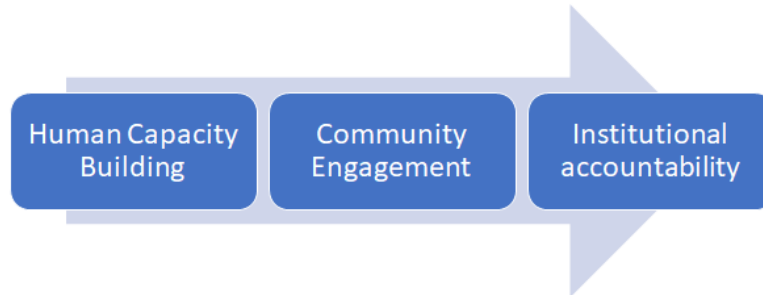 Human Capacity
Building
Community
Engagement
Institutional
accountability